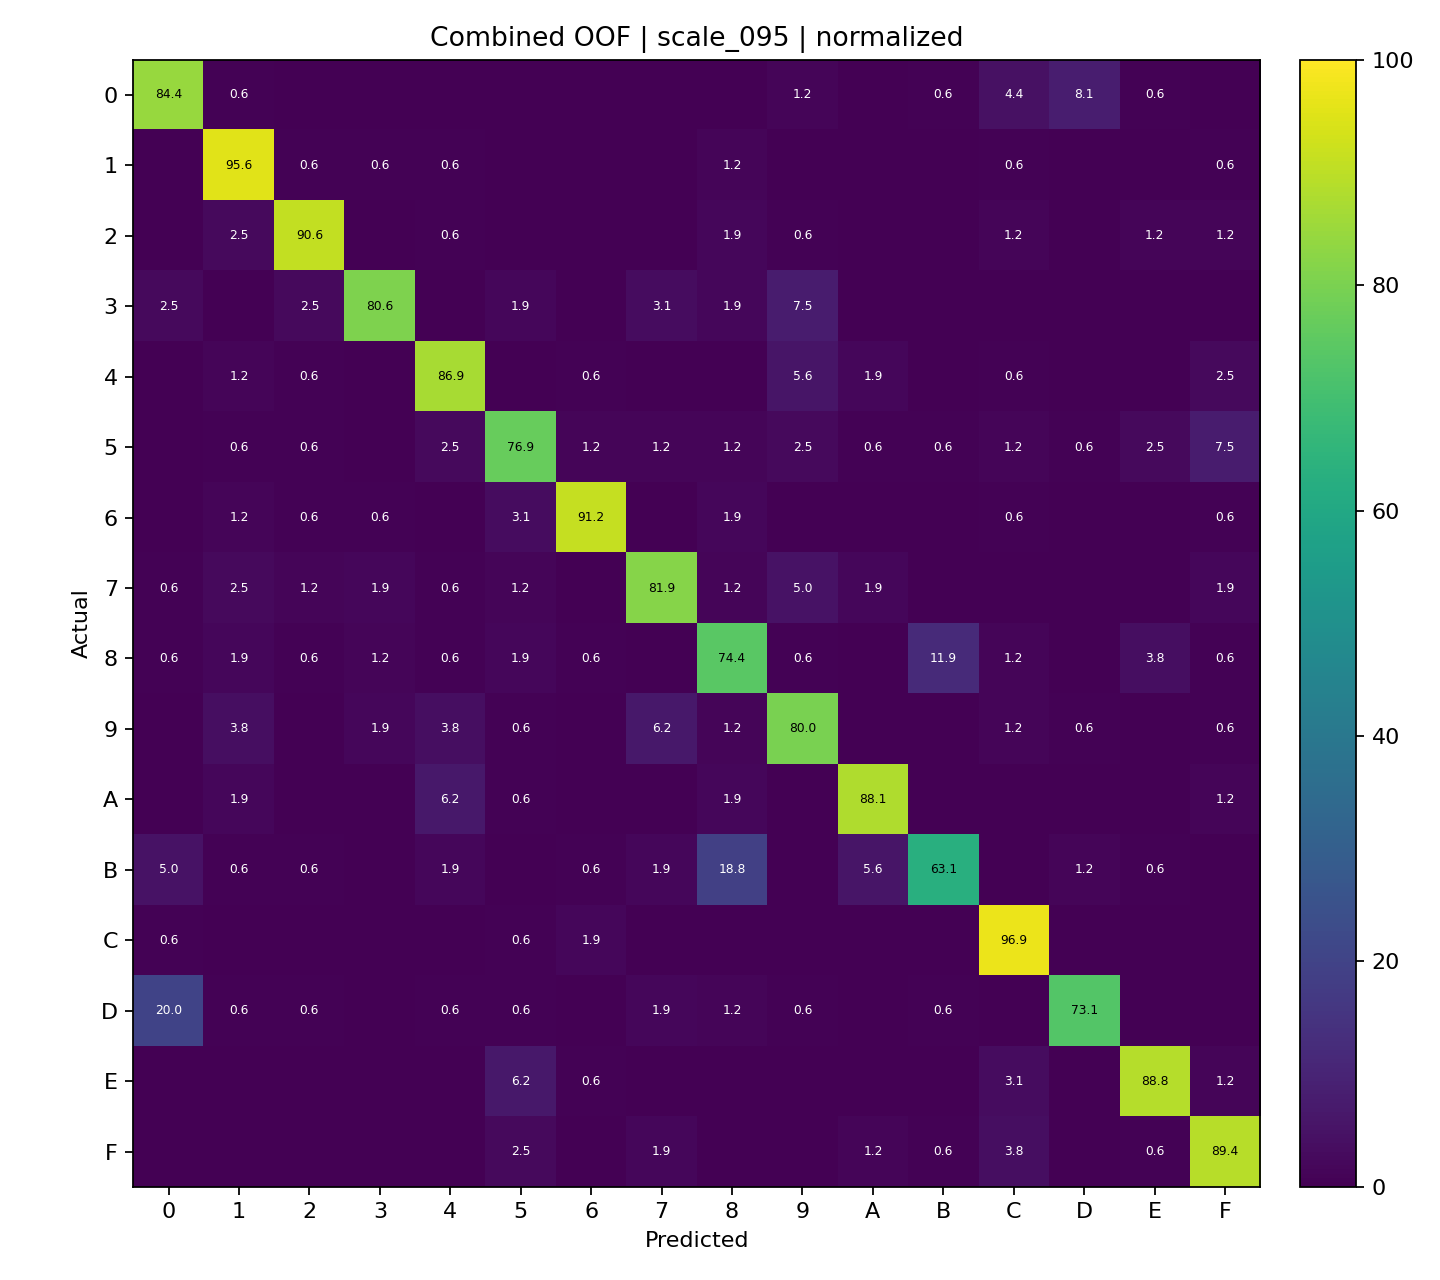 Combined OOF | scale_095 | normalized
0 84.4 0.6 1.2 0.6 4.4 8.1 0.6
1 95.6 0.6 0.6 0.6 1.2 0.6 0.6
2 2.5 90.6 0.6 1.9 0.6 1.2 1.2 1.2
3 2.5 2.5 80.6 1.9 3.1 1.9 7.5
4 1.2 0.6 86.9 0.6 5.6 1.9 0.6 2.5
5 0.6 0.6 2.5 76.9 1.2 1.2 1.2 2.5 0.6 0.6 1.2 0.6 2.5 7.5
6 1.2 0.6 0.6 3.1 91.2 1.9 0.6 0.6
7 0.6 2.5 1.2 1.9 0.6 1.2 81.9 1.2 5.0 1.9 1.9
8 0.6 1.9 0.6 1.2 0.6 1.9 0.6 74.4 0.6 11.9 1.2 3.8 0.6
9 3.8 1.9 3.8 0.6 6.2 1.2 80.0 1.2 0.6 0.6
A 1.9 6.2 0.6 1.9 88.1 1.2
B 5.0 0.6 0.6 1.9 0.6 1.9 18.8 5.6 63.1 1.2 0.6
C 0.6 0.6 1.9 96.9
D 20.0 0.6 0.6 0.6 0.6 1.9 1.2 0.6 0.6 73.1
E 6.2 0.6 3.1 88.8 1.2
F 2.5 1.9 1.2 0.6 3.8 0.6 89.4
0 1 2 3 4 5 6 7 8 9 A B C D E F
Predicted
Actual
100
80
60
40
20
0